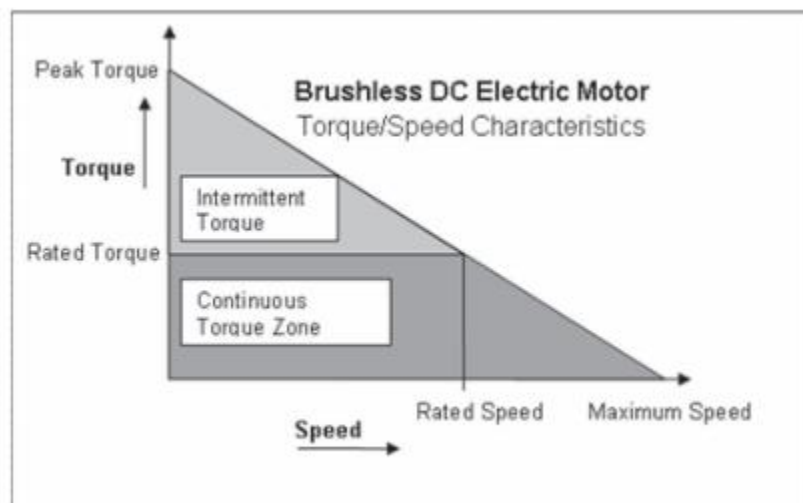 Peak Torque
Brushless DC Electric Motor
Torque/Speed Characteristics
Torque
Intermittent
Torque
Rated Torque
Continuous
Torque Zone
Rated Speed
Maximum Speed
Speed